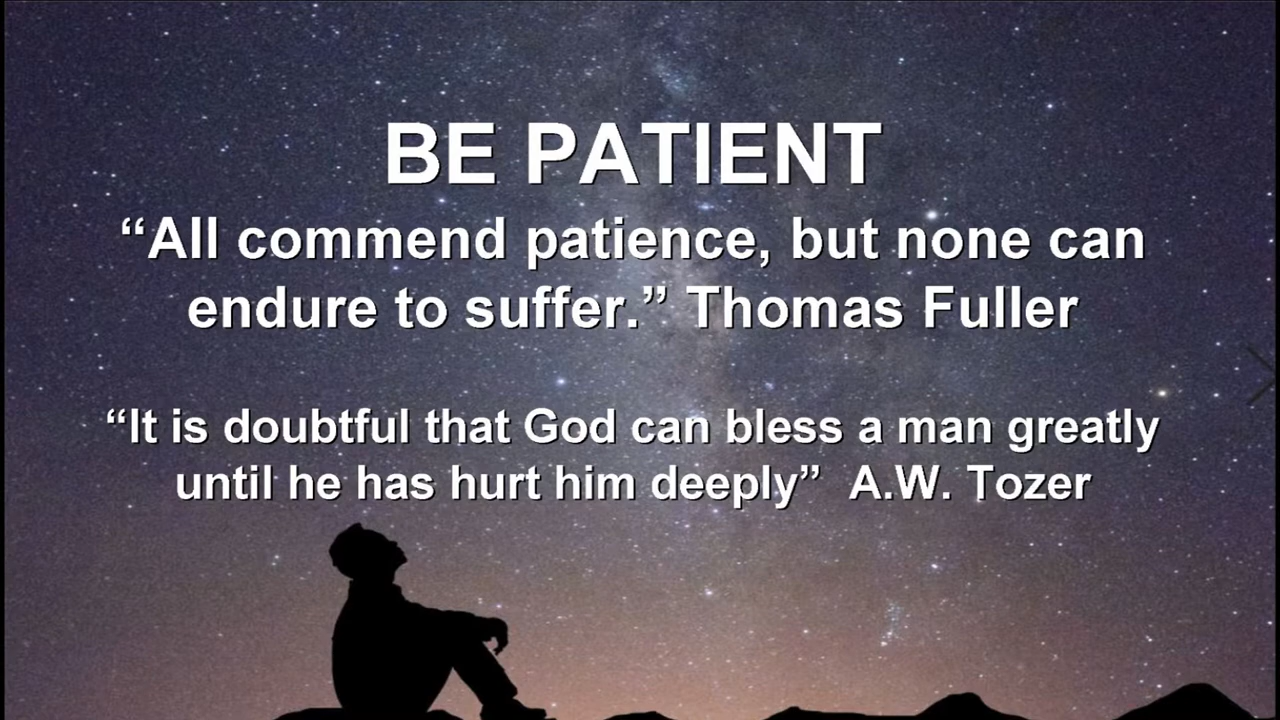 BE PATIENT
“All commend patience, but none can
endure to suffer.” Thomas Fuller
“It is doubtful that God can bless a man greatly
until he has hurt him deeply” A.W. Tozer